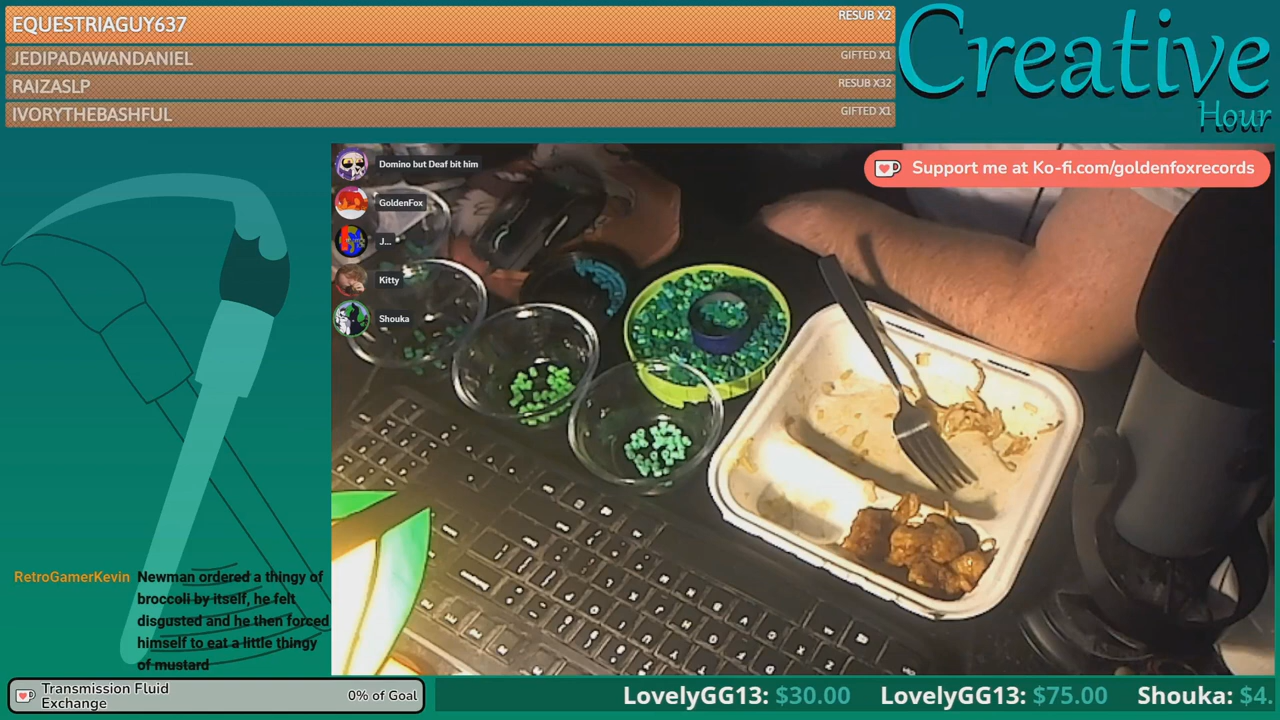 EQUESTRIAGUY637 RESUB X2
JEDIPADAWANDANIEL GIFTED X1
RAIZASLP RESUB X32
IVORYTHEBASHFUL GIFTED X1
Creative
Hour
Support me at Ko-fi.com/goldenfoxrecords
Domino but Deaf bit him
GoldenFox
J...
Kitty
Shouka
RetroGamerKevin Newman ordered a thingy of
broccoli by itself, he felt
disgusted and he then forced
himself to eat a little thingy
of mustard
Transmission Fluid
Exchange
0% of Goal
LovelyGG13: $30.00 LovelyGG13: $75.00 Shouka: $4.